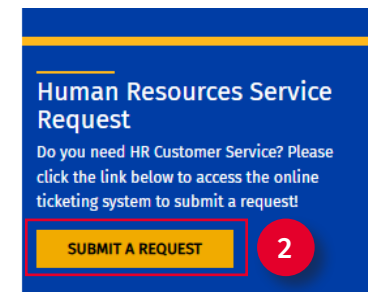 Human Resources Service
Request
Do you need HR Customer Service? Please
click the link below to access the online
ticketing system to submit a request!
SUBMIT A REQUEST
2